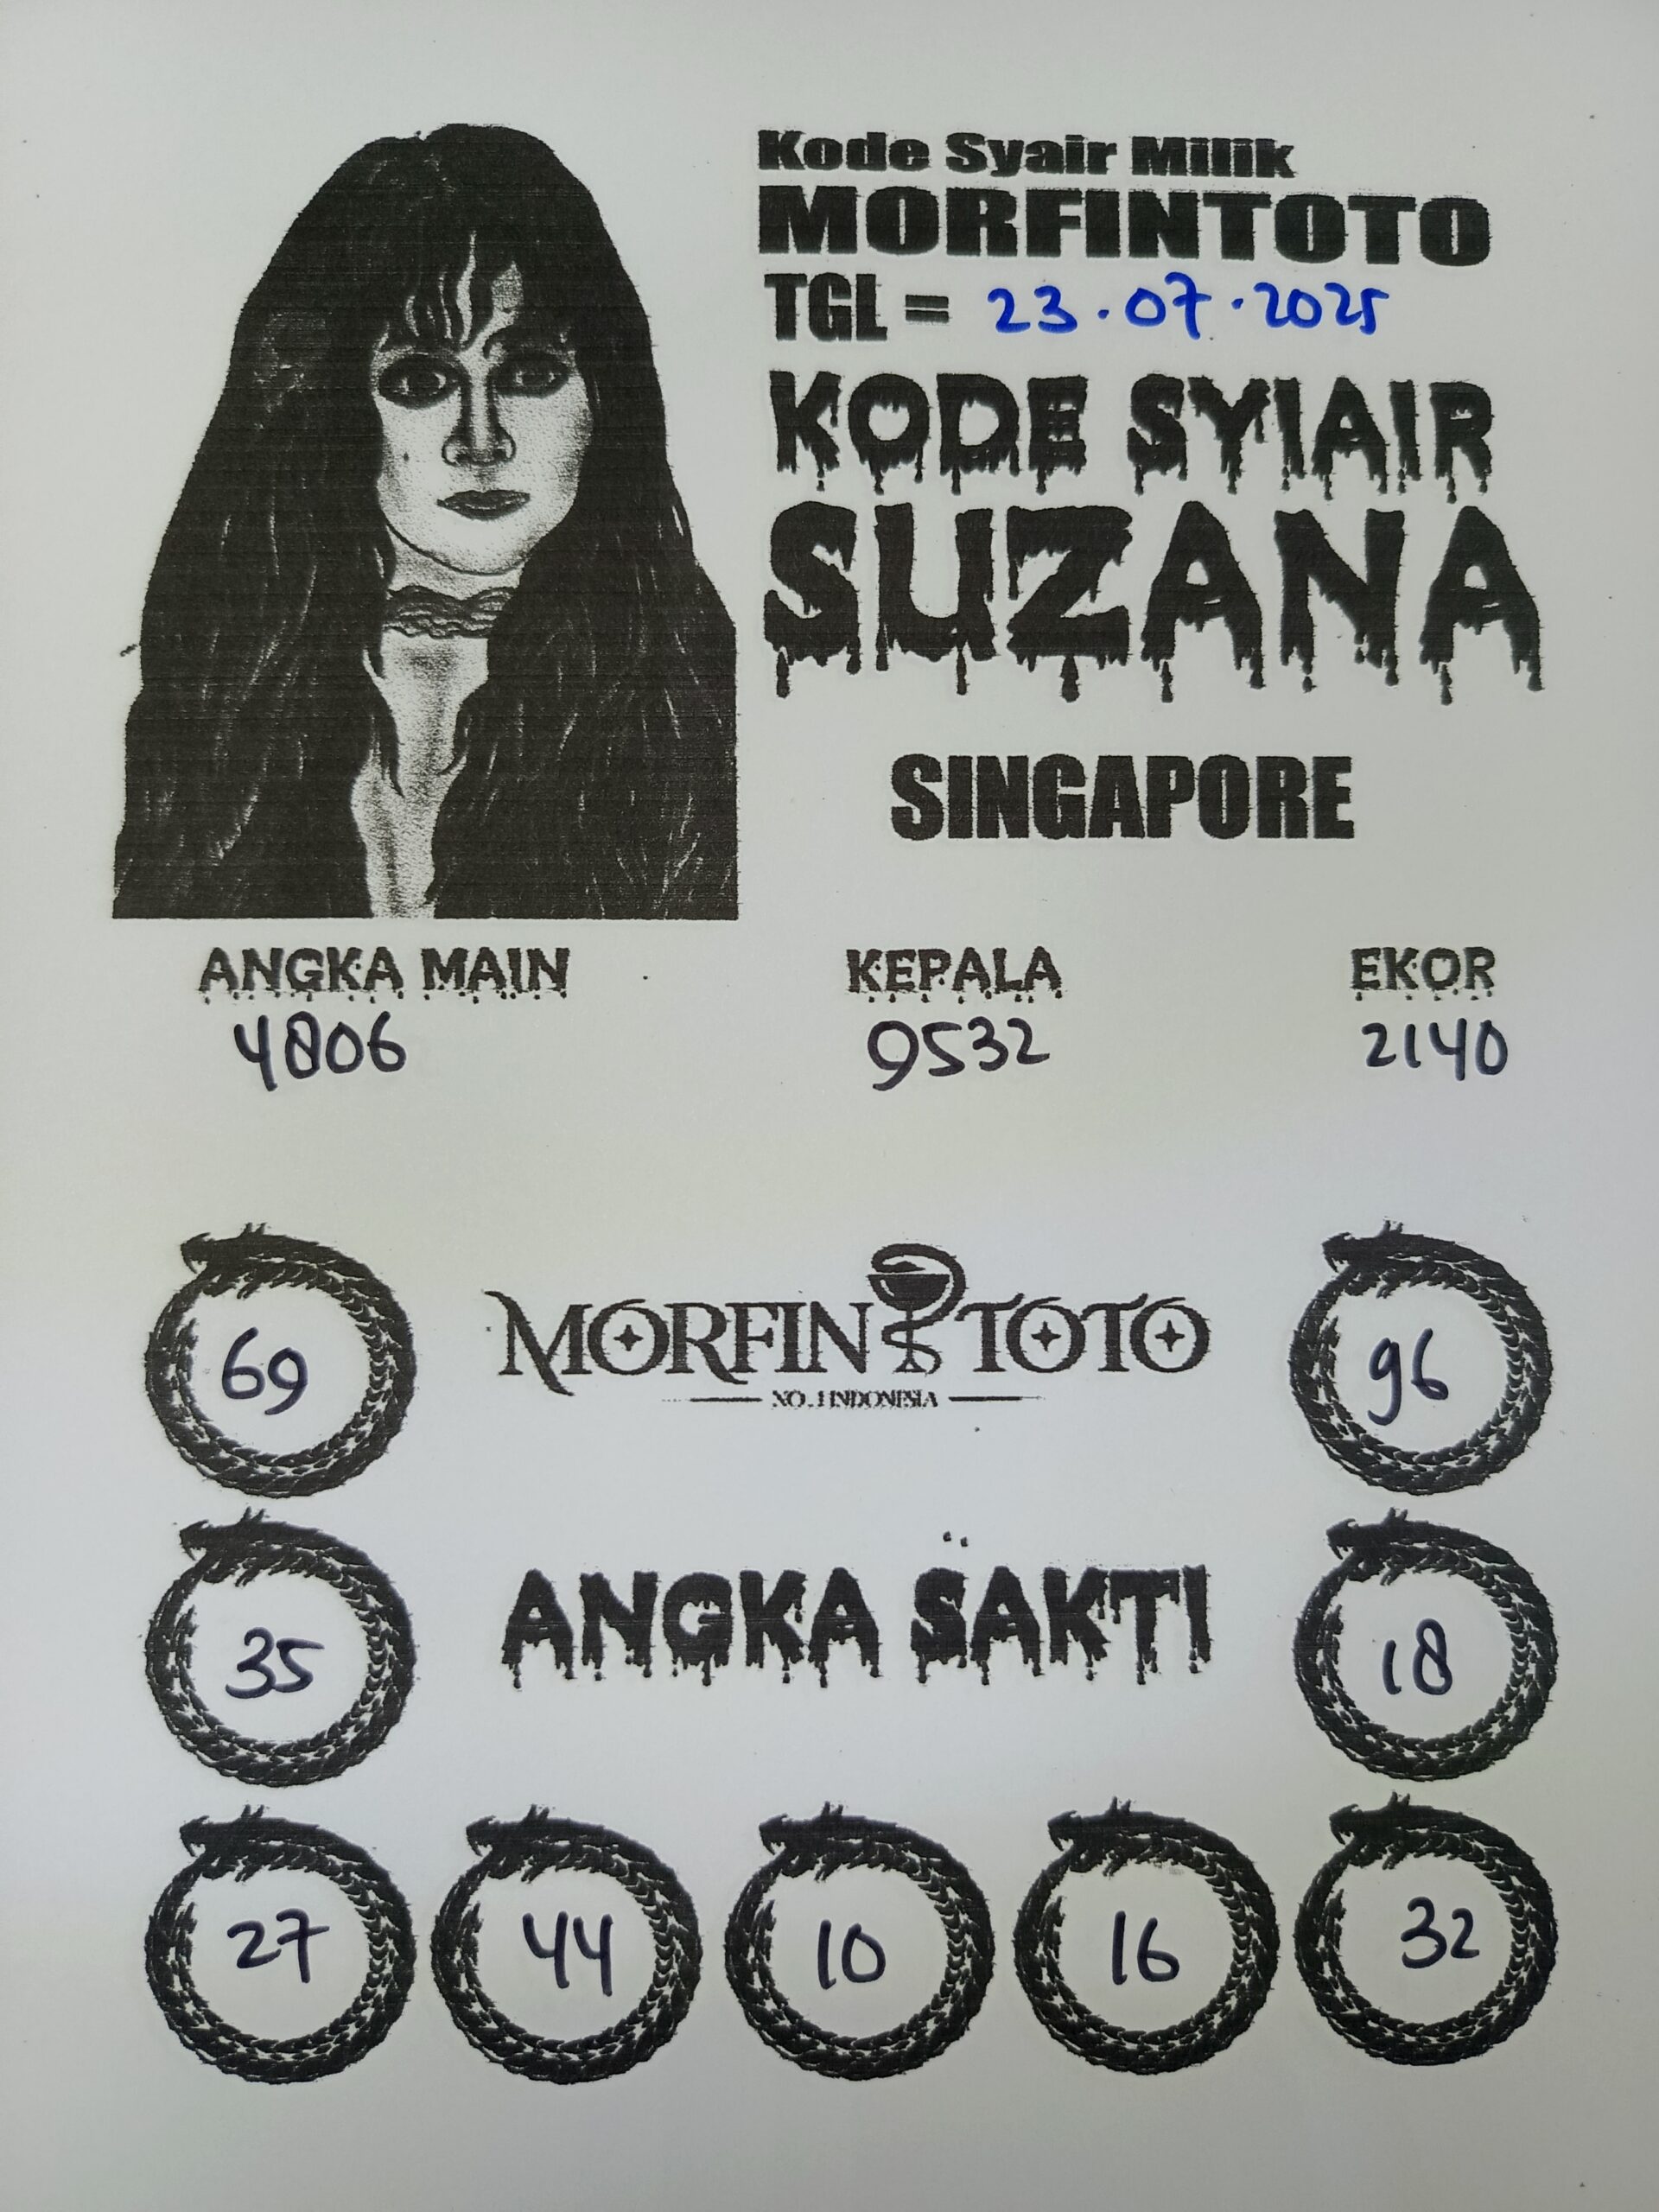 Kode Syair Milik
MORFINTOTO
TGL = 23.07.2025
KODE SYIAIR
SUZANA
SINGAPORE
ANGKA MAIN KEPALA EKOR
4806 9532 2140
69 MORFIN TOTO 96
NO.1 INDONESIA
35 ANGKA SAKTI 18
27 44 10 16 32